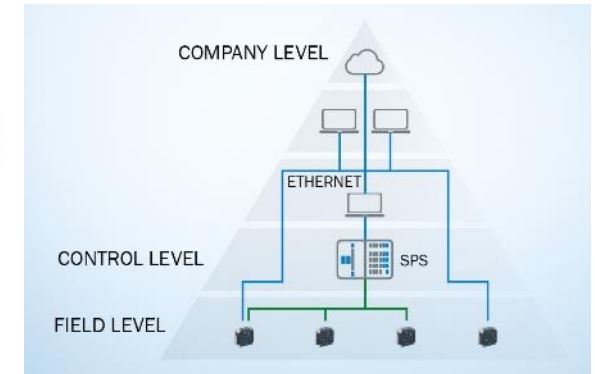 COMPANY LEVEL
ETHERNET
CONTROL LEVEL
SPS
FIELD LEVEL